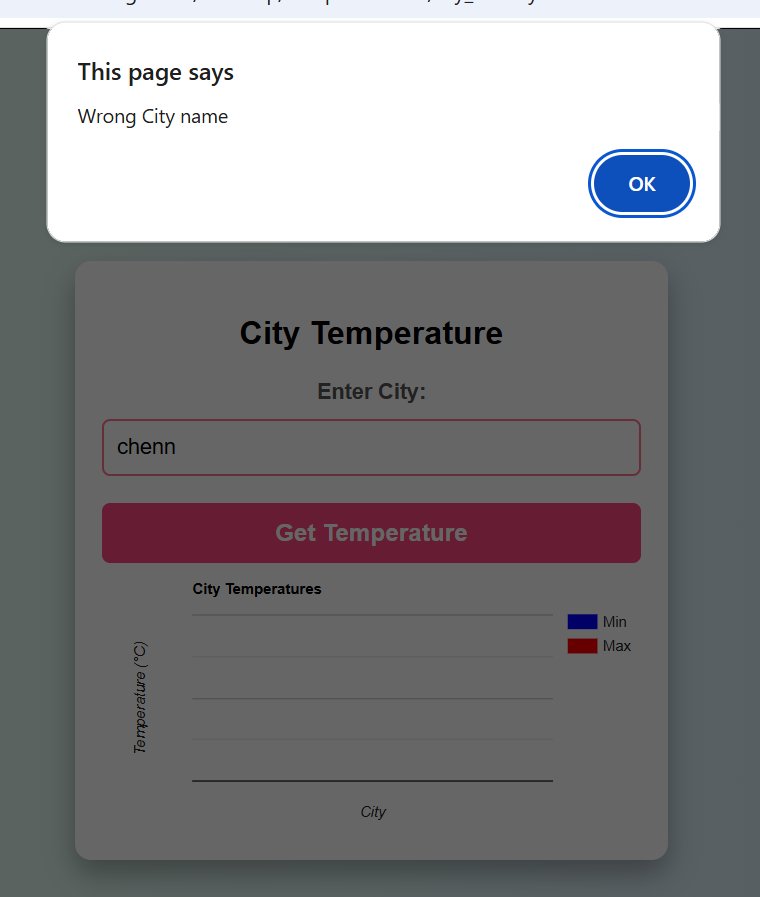 This page says
Wrong City name
OK
City Temperature
Enter City:
chenn
Get Temperature
City Temperatures
Min
Max
Temperature (°C)
City